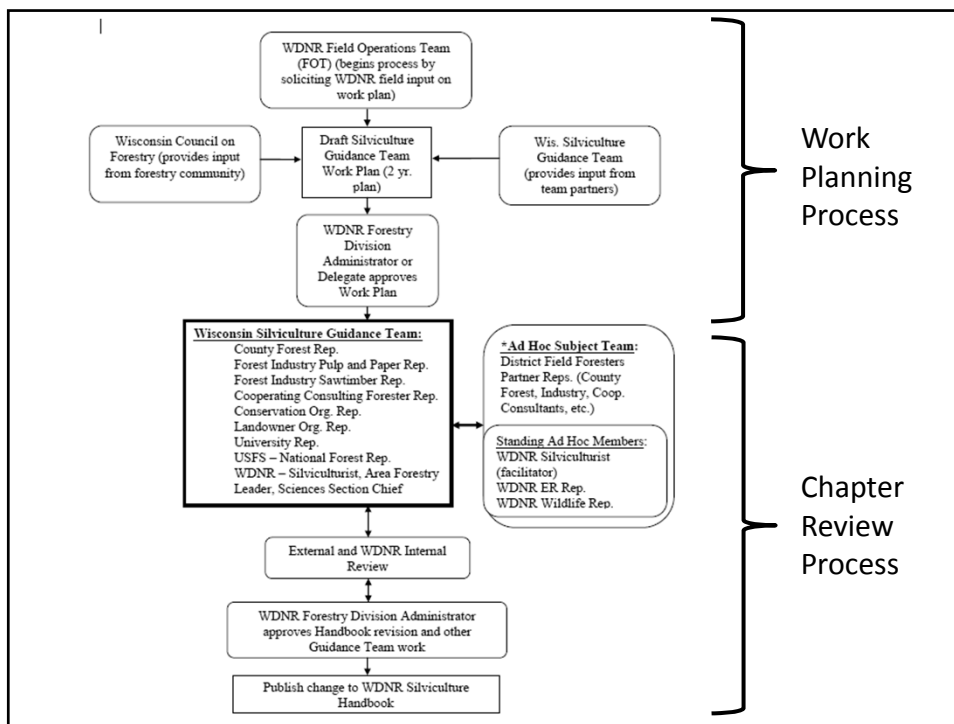 WDNR Field Operations Team
(FOT) (begins process by
soliciting WDNR field input on
work plan)
Wisconsin Council on
Forestry (provides input
from forestry community)
Draft Silviculture
Guidance Team
Work Plan (2 yr.
plan)
Wis. Silviculture
Guidance Team
(provides input from
team partners)
WDNR Forestry
Division
Administrator or
Delegate approves
Work Plan
Work
Planning
Process
Wisconsin Silviculture Guidance Team:
County Forest Rep.
Forest Industry Pulp and Paper Rep.
Forest Industry Sawtimber Rep.
Cooperating Consulting Forester Rep.
Conservation Org. Rep.
Landowner Org. Rep.
University Rep.
USFS – National Forest Rep.
WDNR – Silviculturist, Area Forestry
Leader, Sciences Section Chief
*Ad Hoc Subject Team:
District Field Foresters
Partner Reps. (County
Forest, Industry, Coop.
Consultants, etc.)
Standing Ad Hoc Members:
WDNR Silviculturist
(facilitator)
WDNR ER Rep.
WDNR Wildlife Rep.
Chapter
Review
Process
External and WDNR Internal
Review
WDNR Forestry Division Administrator
approves Handbook revision and other
Guidance Team work
Publish change to WDNR Silviculture
Handbook